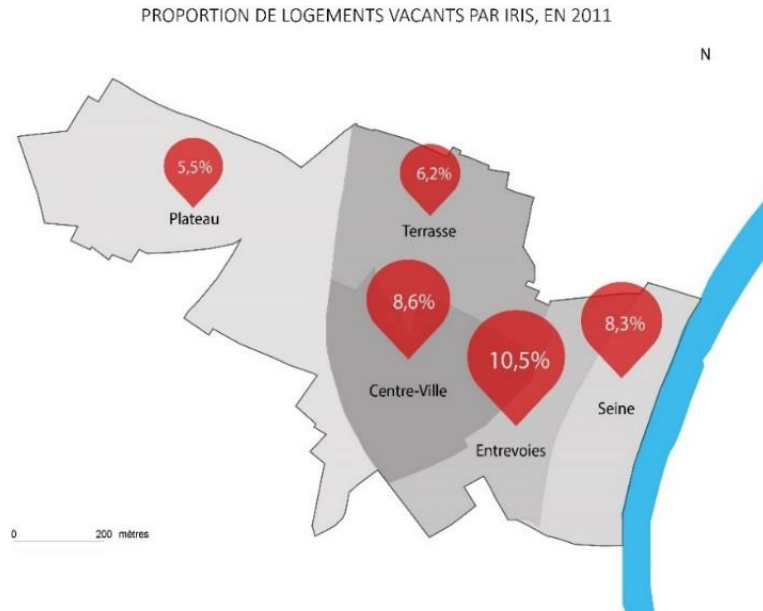 PROPORTION DE LOGEMENTS VACANTS PAR IRIS, EN 2011
N
5,5%
Plateau
6,2%
Terrasse
8,6%
Centre-Ville
10,5%
Entrevoies
8,3%
Seine
0 200 mètres